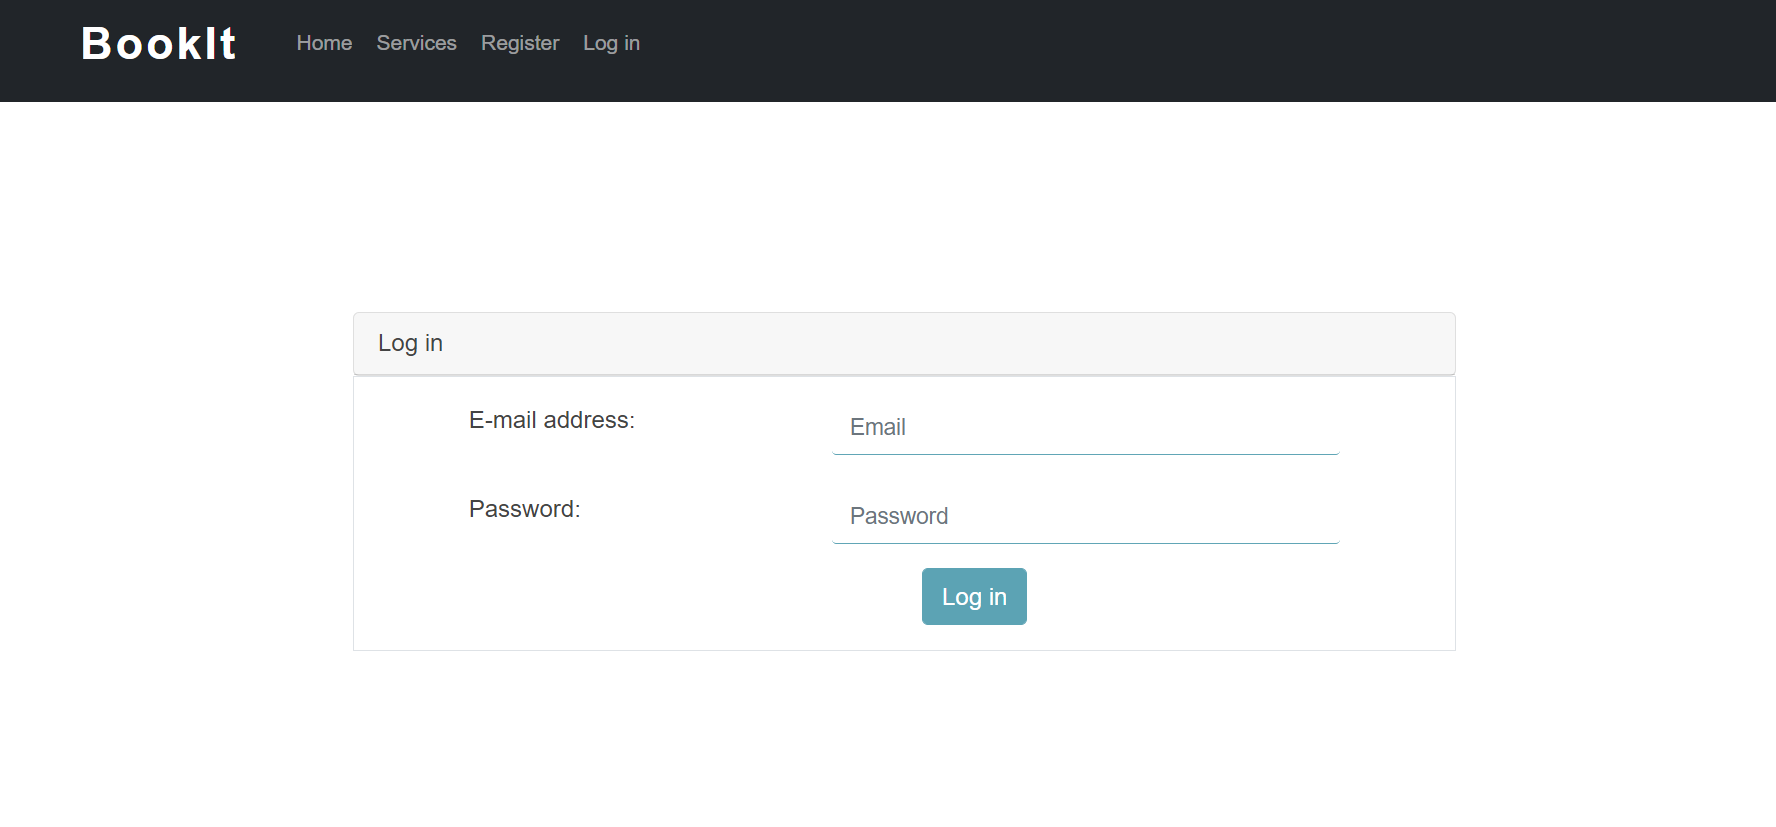 BookIt Home Services Register Log in
Log in
E-mail address: Email
Password: Password
Log in